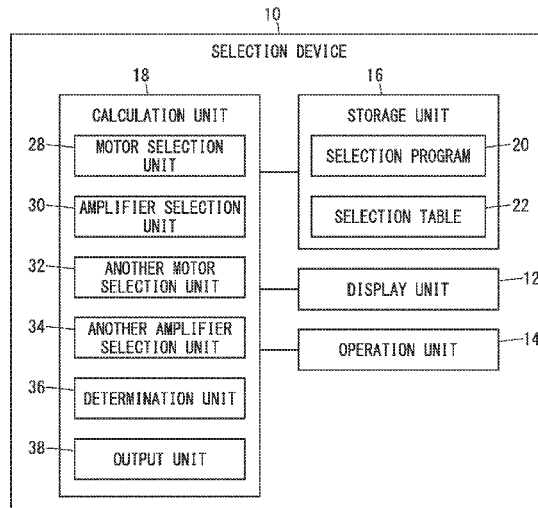 10
SELECTION DEVICE
18
CALCULATION UNIT
28
MOTOR SELECTION
UNIT
30
AMPLIFIER SELECTION
UNIT
32
ANOTHER MOTOR
SELECTION UNIT
34
ANOTHER AMPLIFIER
SELECTION UNIT
36
DETERMINATION UNIT
38
OUTPUT UNIT
16
STORAGE UNIT
SELECTION PROGRAM
20
SELECTION TABLE
22
DISPLAY UNIT
12
OPERATION UNIT
14